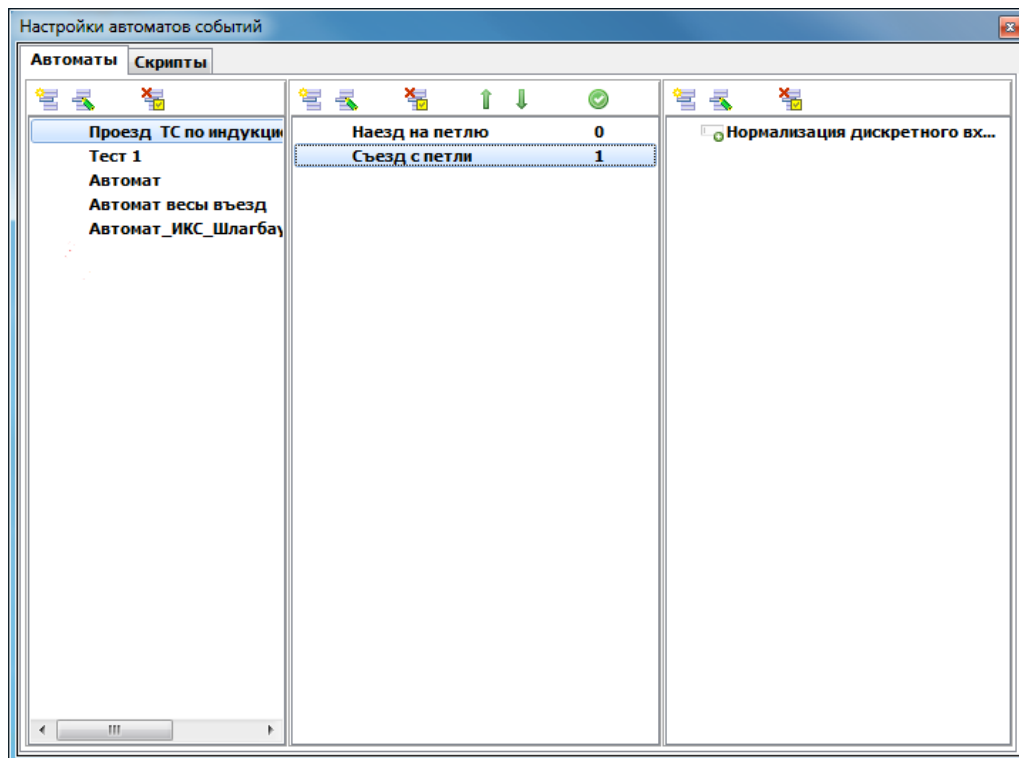 Настройки автоматов событий
Автоматы Скрипты
Проезд ТС по
Тест 1
Автомат
Автомат весы въезд
Автомат_ИКС_Шлагбау
Наезд на петлю 0
Съезд с петли 1
Нормализация дискретного вх...